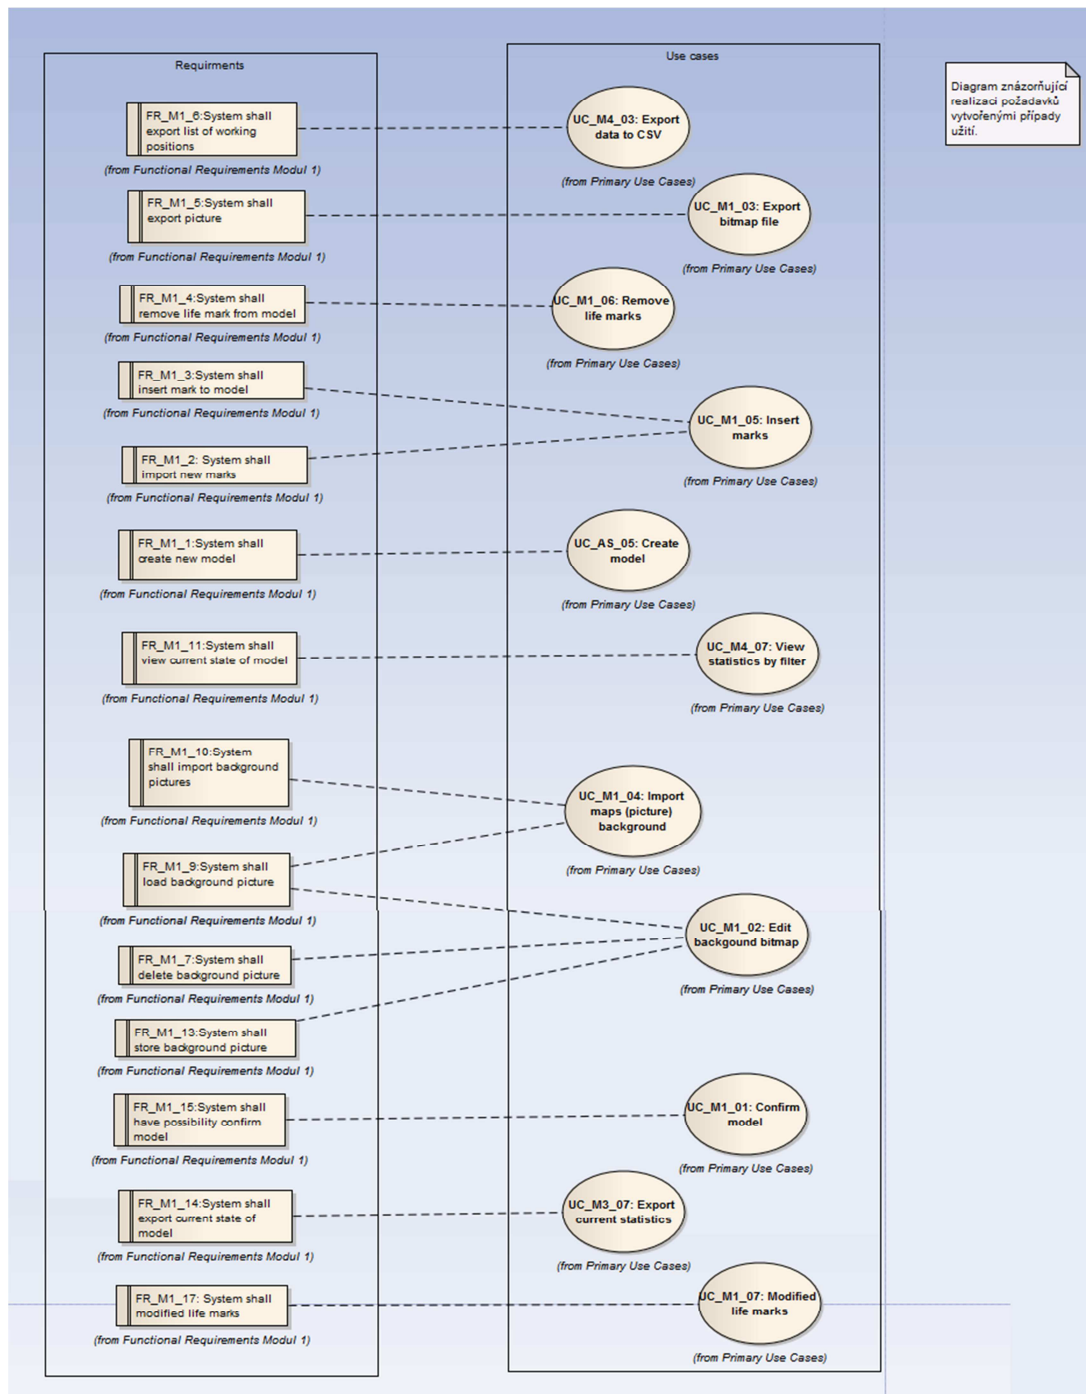 Requirments
FR_M1_6:System shall
export list of working
positions
(from Functional Requirements Modul 1)
FR_M1_5:System shall
export picture
(from Functional Requirements Modul 1)
FR_M1_4:System shall
remove life mark from model
(from Functional Requirements Modul 1)
FR_M1_3:System shall
insert mark to model
(from Functional Requirements Modul 1)
FR_M1_2: System shall
import new marks
(from Functional Requirements Modul 1)
FR_M1_1:System shall
create new model
(from Functional Requirements Modul 1)
FR_M1_11:System shall
view current state of model
(from Functional Requirements Modul 1)
FR_M1_10:System
shall import background
pictures
(from Functional Requirements Modul 1)
FR_M1_9:System shall
load background picture
(from Functional Requirements Modul 1)
FR_M1_7:System shall
delete background picture
(from Functional Requirements Modul 1)
FR_M1_13:System shall
store background picture
(from Functional Requirements Modul 1)
FR_M1_15:System shall
have possibility confirm
model
(from Functional Requirements Modul 1)
FR_M1_14:System shall
export current state of
model
(from Functional Requirements Modul 1)
FR_M1_17: System shall
modified life marks
(from Functional Requirements Modul 1)
Use cases
UC_M4_03: Export
data to CSV
(from Primary Use Cases)
UC_M1_03: Export
bitmap file
(from Primary Use Cases)
UC_M1_06: Remove
life marks
(from Primary Use Cases)
UC_M1_05: Insert
marks
(from Primary Use Cases)
UC_AS_05: Create
model
(from Primary Use Cases)
UC_M4_07: View
statistics by filter
(from Primary Use Cases)
UC_M1_04: Import
maps (picture)
background
(from Primary Use Cases)
UC_M1_02: Edit
backgound bitmap
(from Primary Use Cases)
UC_M1_01: Confirm
model
(from Primary Use Cases)
UC_M3_07: Export
current statistics
(from Primary Use Cases)
UC_M1_07: Modified
life marks
(from Primary Use Cases)
Diagram znázorňující
realizaci požadavků
vytvořenými případy
užití.